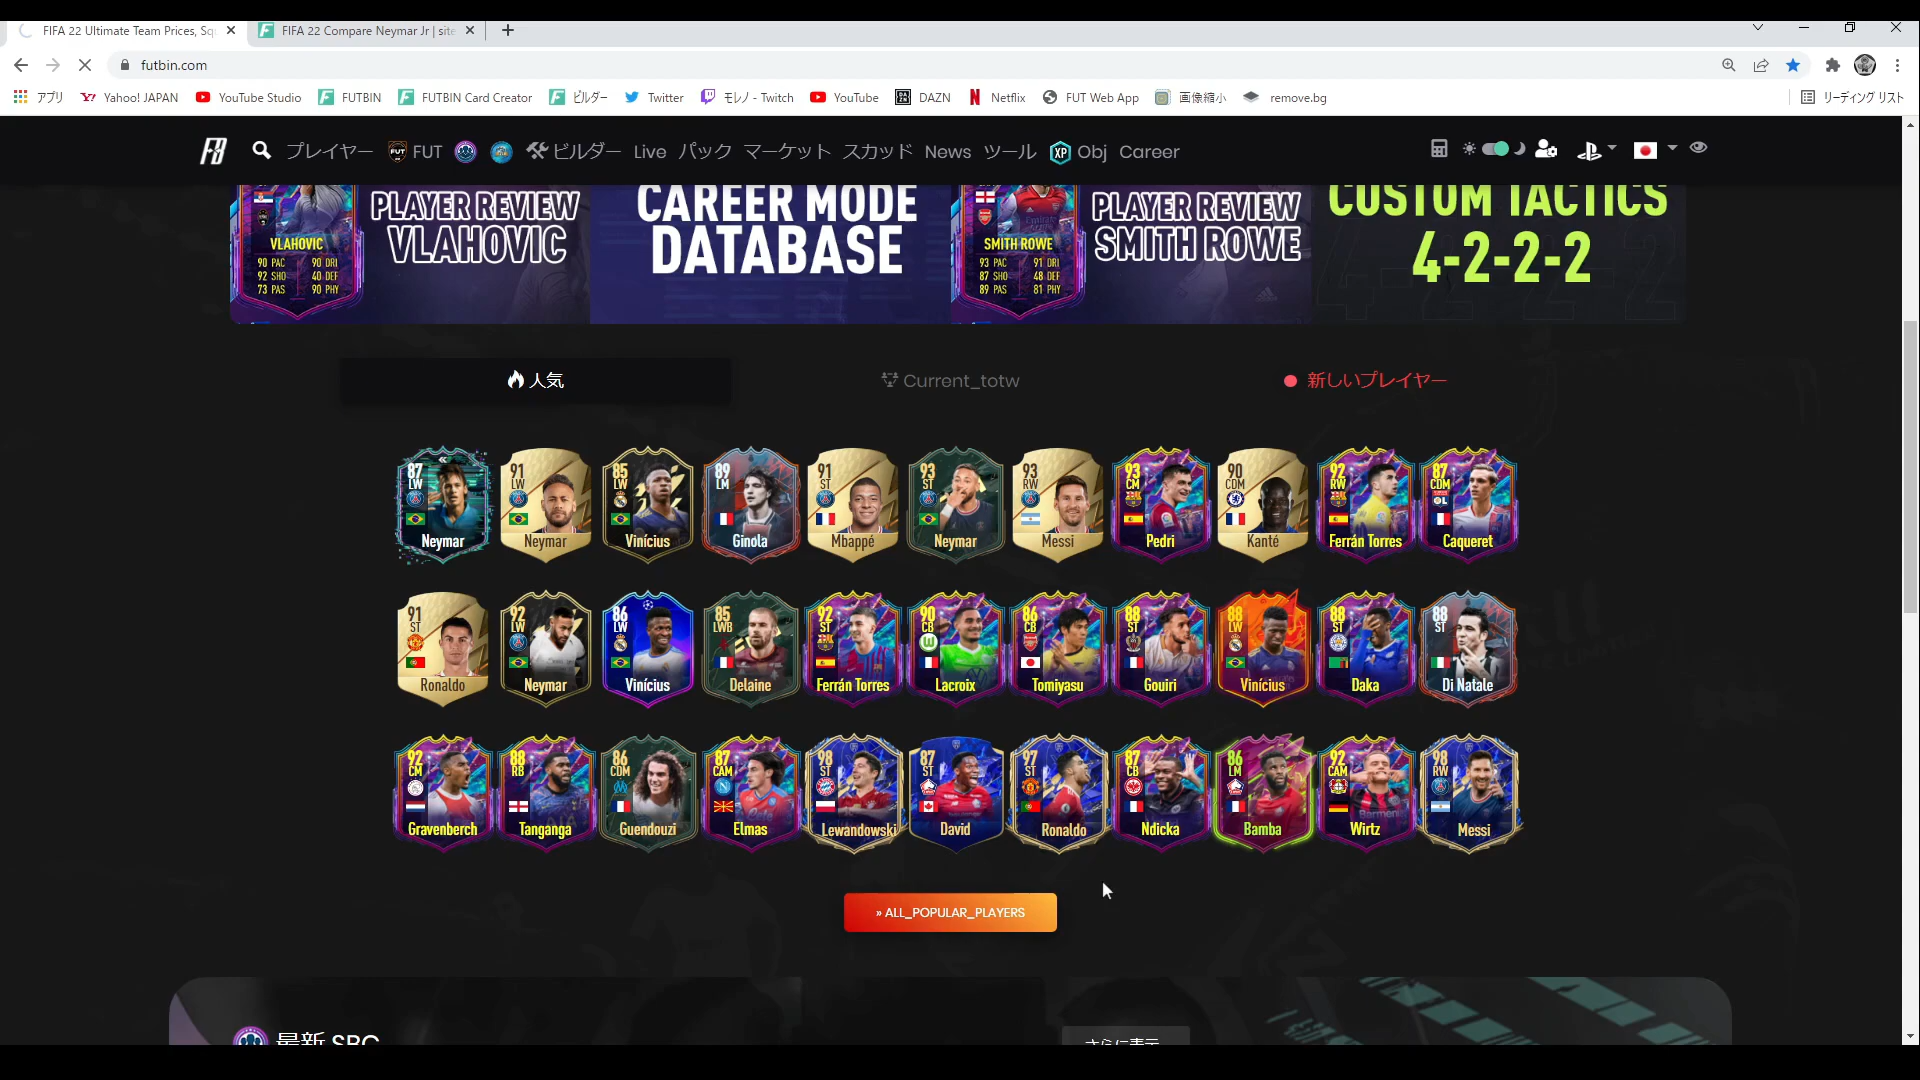 FIFA 22 Ultimate Team Prices, Squ
FIFA 22 Compare Neymar Jr | site
futbin.com
アプリ Yahoo! JAPAN YouTube Studio FUTBIN FUTBIN Card Creator ビルダー Twitter モレノ - Twitch YouTube DAZN Netflix FUT Web App 画像縮小 remove.bg リーディング リスト
プレイヤー FUT ビルダー Live パック マーケット スカッド News ツール XP Obj Career
PLAYER REVIEW
VLAHOVIC
VLAHOVIC
90 PAC 90 DRI
92 SHO 40 DEF
73 PAS 90 PHY
CAREER MODE
DATABASE
PLAYER REVIEW
SMITH ROWE
SMITH ROWE
93 PAC 91 DRI
87 SHO 48 DEF
89 PAS 81 PHY
CUSTOM TACTICS
4-2-2-2
人気
Current_totw
新しいプレイヤー
87 LW Neymar
91 LW Neymar
85 LW Vinícius
89 LM Ginola
91 ST Mbappé
93 ST Neymar
93 RW Messi
93 CM Pedri
90 CDM Kanté
92 RW Ferrán Torres
87 CDM Caqueret
91 ST Ronaldo
92 LW Neymar
86 LW Vinícius
85 LWB Delaine
92 ST Ferrán Torres
90 CB Lacroix
86 CB Tomiyasu
88 ST Gouiri
88 LW Vinícius
88 ST Daka
88 ST Di Natale
92 CM Gravenberch
88 RB Tanganga
86 CDM Guendouzi
87 CAM Elmas
98 ST Lewandowski
87 ST David
97 ST Ronaldo
87 CB Ndicka
86 LM Bamba
92 CAM Wirtz
98 RW Messi
» ALL_POPULAR_PLAYERS
最新 SBC
さらに表示